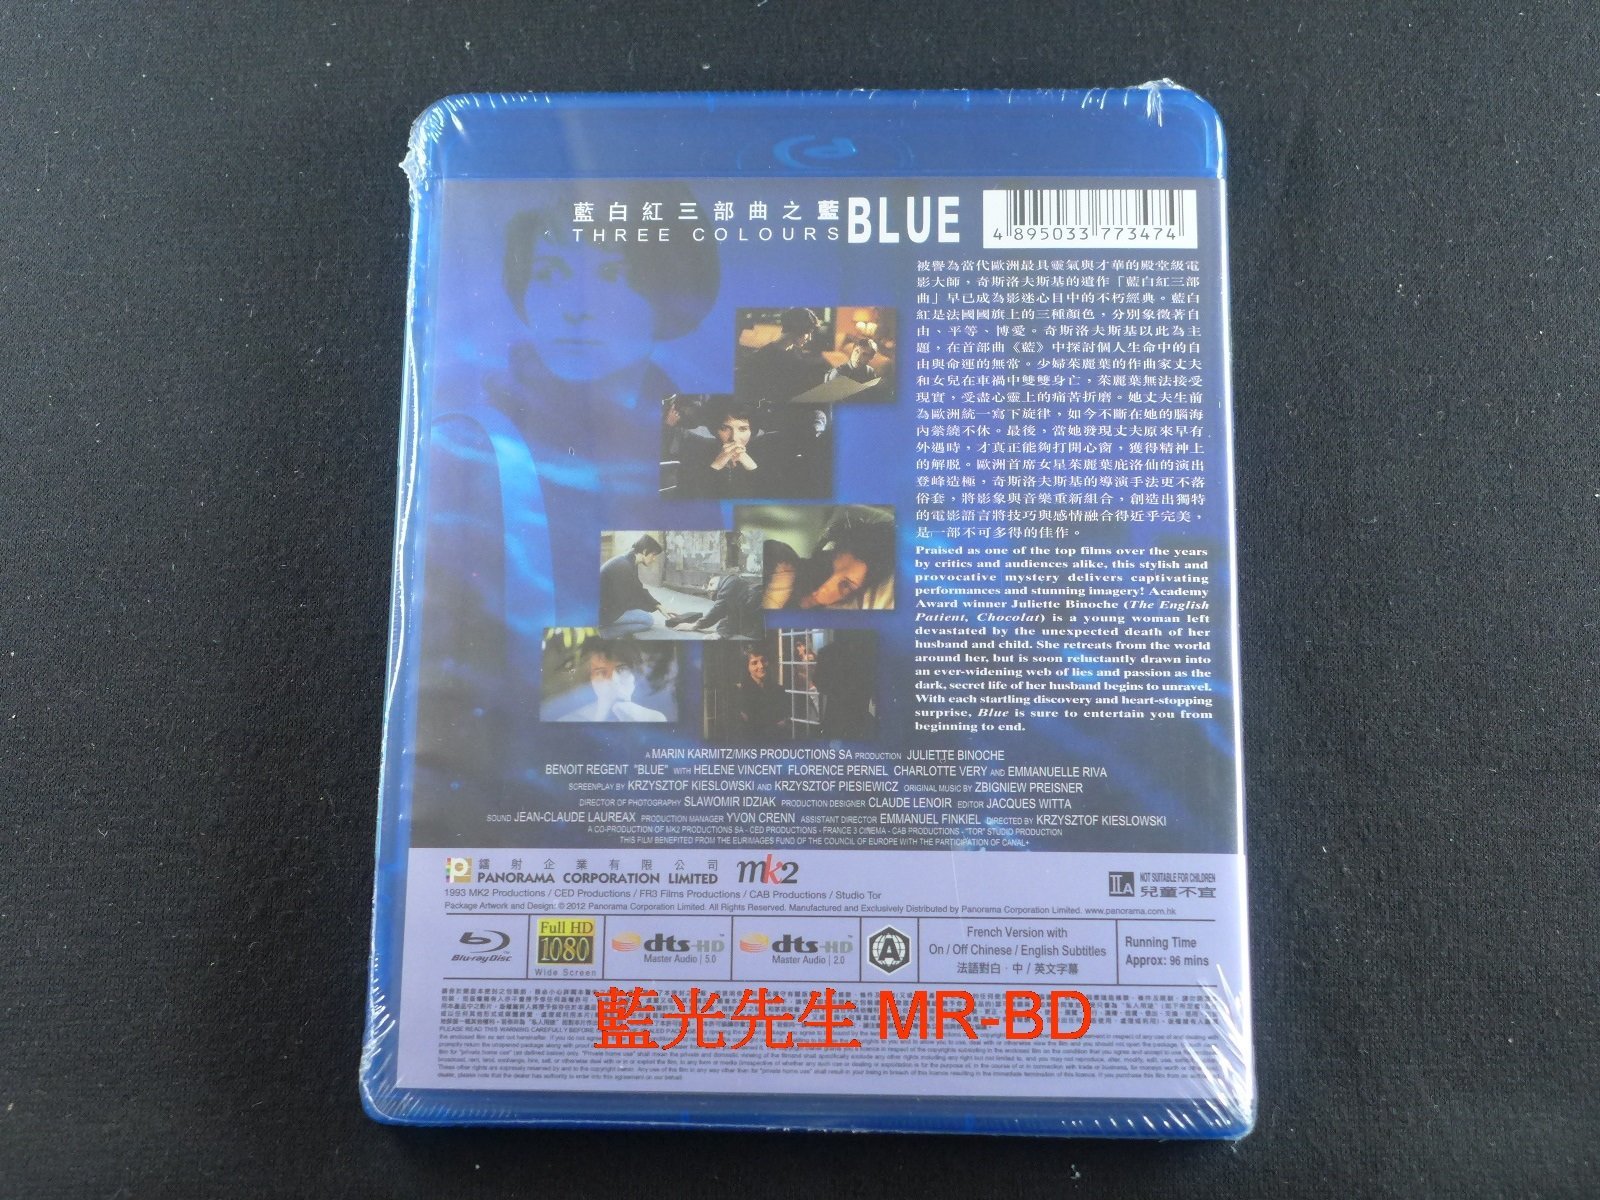 藍白紅三部曲之藍
THREE COLOURS BLUE
4 895033 773474
被譽為當代歐洲最具靈氣與才華的殿堂級電
影大師，奇斯洛夫斯基的遺作「藍白紅三部
曲」早已成為影迷心目中的不朽經典。藍白
紅是法國國旗上的三種顏色，分別象徵著自
由、平等、博愛。奇斯洛夫斯基以此為主
題，在首部曲《藍》中探討個人生命中的自
由與命運的無常。少婦茱麗葉的作曲家丈夫
和女兒在車禍中雙雙身亡，茱麗葉無法接受
現實，受盡心靈上的痛苦折磨。她丈夫生前
為歐洲統一寫下旋律，如今不斷在她的腦海
內縈繞不休。最後，當她發現丈夫原來早有
外遇時，才真正能夠打開心窗，獲得精神上
的解脫。歐洲首席女星茱麗葉庇洛仙的演出
登峰造極，奇斯洛夫斯基的導演手法更不落
俗套，將影象與音樂重新組合，創造出獨特
的電影語言將技巧與感情融合得近乎完美，
是一部不可多得的佳作。
Praised as one of the top films over the years
by critics and audiences alike, this stylish and
provocative mystery delivers captivating
performances and stunning imagery! Academy
Award winner Juliette Binoche (The English
Patient, Chocolat) is a young woman left
devastated by the unexpected death of her
husband and child. She retreats from the world
around her, but is soon reluctantly drawn into
an ever-widening web of lies and passion as the
dark, secret life of her husband begins to unravel.
With each startling discovery and heart-stopping
surprise, Blue is sure to entertain you from
beginning to end.
A MARIN KARMITZ/MKS PRODUCTIONS SA PRODUCTION JULIETTE BINOCHE
BENOIT REGENT "BLUE" WITH HELENE VINCENT FLORENCE PERNEL CHARLOTTE VERY AND EMMANUELLE RIVA
SCREENPLAY BY KRZYSZTOF KIESLOWSKI AND KRZYSZTOF PIESIEWICZ ORIGINAL MUSIC BY ZBIGNIEW PREISNER
DIRECTOR OF PHOTOGRAPHY SLAWOMIR IDZIAK PRODUCTION DESIGNER CLAUDE LENOIR EDITOR JACQUES WITTA
SOUND JEAN-CLAUDE LAUREAX PRODUCTION MANAGER YVON CRENN ASSISTANT DIRECTOR EMMANUEL FINKIEL DIRECTED BY KRZYSZTOF KIESLOWSKI
A CO-PRODUCTION OF MK2 PRODUCTIONS SA - CED PRODUCTIONS - FRANCE 3 CINEMA - CAB PRODUCTIONS - "TOR" STUDIO PRODUCTION
THIS FILM BENEFITED FROM THE EURIMAGES FUND OF THE COUNCIL OF EUROPE WITH THE PARTICIPATION OF CANAL+
鐳射企業有限公司
PANORAMA CORPORATION LIMITED mk2
IIA NOT SUITABLE FOR CHILDREN
兒童不宜
1993 MK2 Productions / CED Productions / FR3 Films Productions / CAB Productions / Studio Tor
Package Artwork and Design: © 2012 Panorama Corporation Limited. All Rights Reserved. Manufactured and Exclusively Distributed by Panorama Corporation Limited. www.panorama.com.hk
Blu-ray Disc
Full HD
1080
Wide Screen
dts-HD
Master Audio | 5.0
dts-HD
Master Audio | 2.0
A
French Version with
On / Off Chinese / English Subtitles
法語對白．中 / 英文字幕
Running Time
Approx: 96 mins
藍光先生 MR-BD